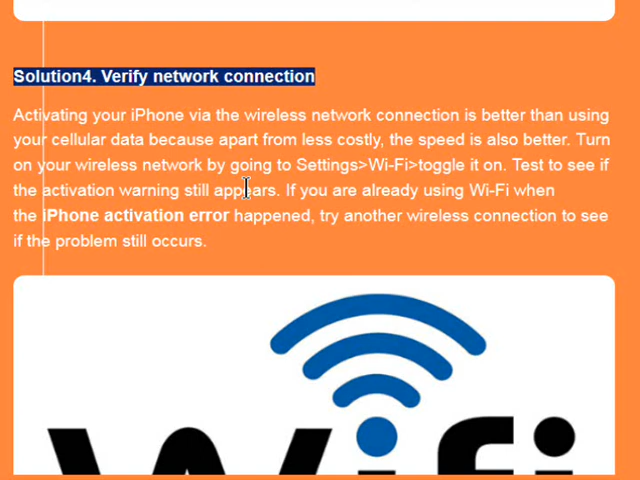 Solution4. Verify network connection
Activating your iPhone via the wireless network connection is better than using
your cellular data because apart from less costly, the speed is also better. Turn
on your wireless network by going to Settings>Wi-Fi>toggle it on. Test to see if
the activation warning still appears. If you are already using Wi-Fi when
the iPhone activation error happened, try another wireless connection to see
if the problem still occurs.
Wifi